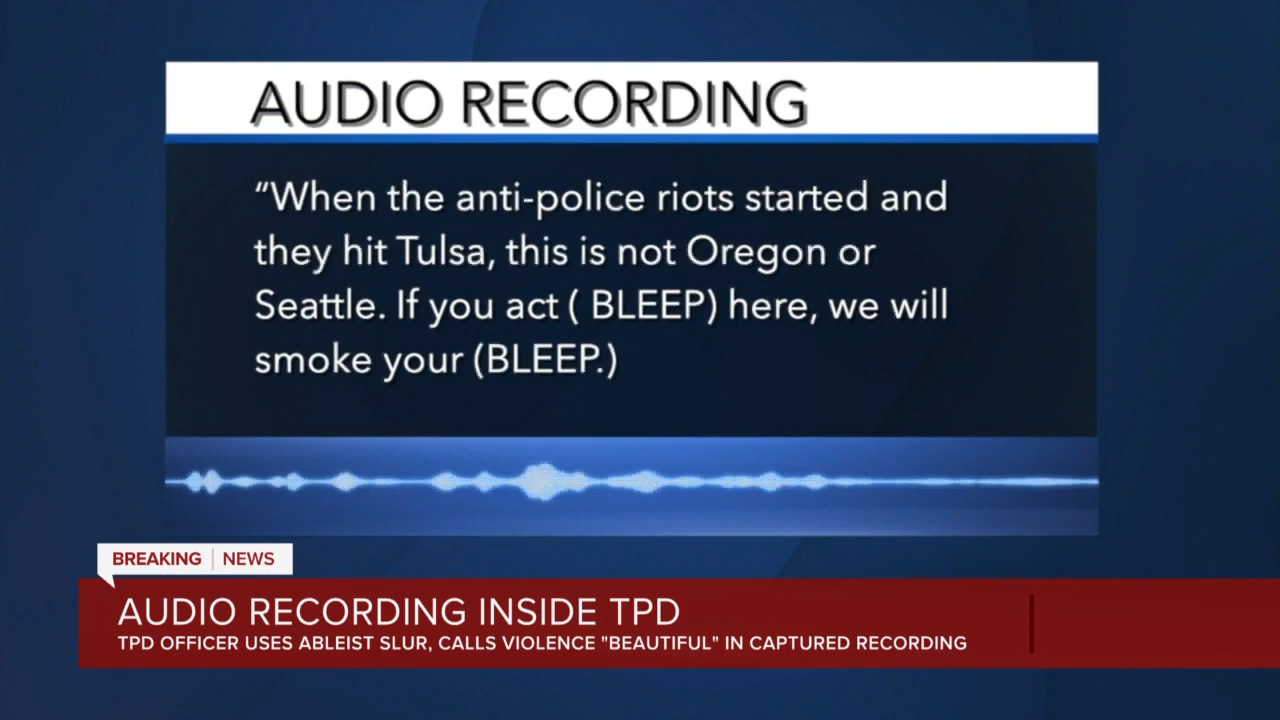 AUDIO RECORDING
“When the anti-police riots started and
they hit Tulsa, this is not Oregon or
Seattle. If you act ( BLEEP) here, we will
smoke your (BLEEP.)
BREAKING | NEWS
AUDIO RECORDING INSIDE TPD
TPD OFFICER USES ABLEIST SLUR, CALLS VIOLENCE "BEAUTIFUL" IN CAPTURED RECORDING